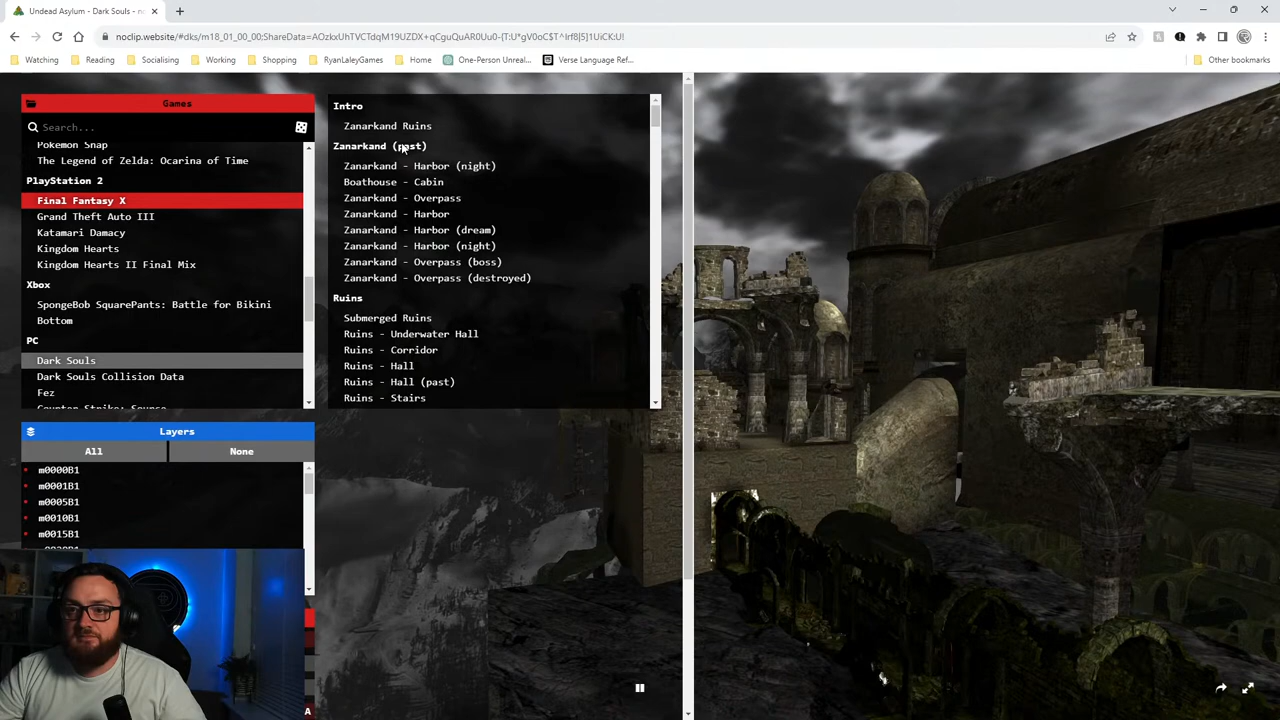 Undead Asylum - Dark Souls - no
noclip.website/#dks/m18_01_00_00;ShareData=AOzkxUhTVCTdqM19UZDX+qCguQuAR0Uu0-{T:U*gV0oC$T^Irf8|5]1UiCK:U!
Watching
Reading
Socialising
Working
Shopping
RyanLaleyGames
Home
One-Person Unreal...
Verse Language Ref...
Other bookmarks
Games
Search...
Pokemon Snap
The Legend of Zelda: Ocarina of Time
PlayStation 2
Final Fantasy X
Grand Theft Auto III
Katamari Damacy
Kingdom Hearts
Kingdom Hearts II Final Mix
Xbox
SpongeBob SquarePants: Battle for Bikini
Bottom
PC
Dark Souls
Dark Souls Collision Data
Fez
Counter-Strike: Source
Layers
All None
m0000B1
m0001B1
m0005B1
m0010B1
m0015B1
Intro
Zanarkand Ruins
Zanarkand (past)
Zanarkand - Harbor (night)
Boathouse - Cabin
Zanarkand - Overpass
Zanarkand - Harbor
Zanarkand - Harbor (dream)
Zanarkand - Harbor (night)
Zanarkand - Overpass (boss)
Zanarkand - Overpass (destroyed)
Ruins
Submerged Ruins
Ruins - Underwater Hall
Ruins - Corridor
Ruins - Hall
Ruins - Hall (past)
Ruins - Stairs